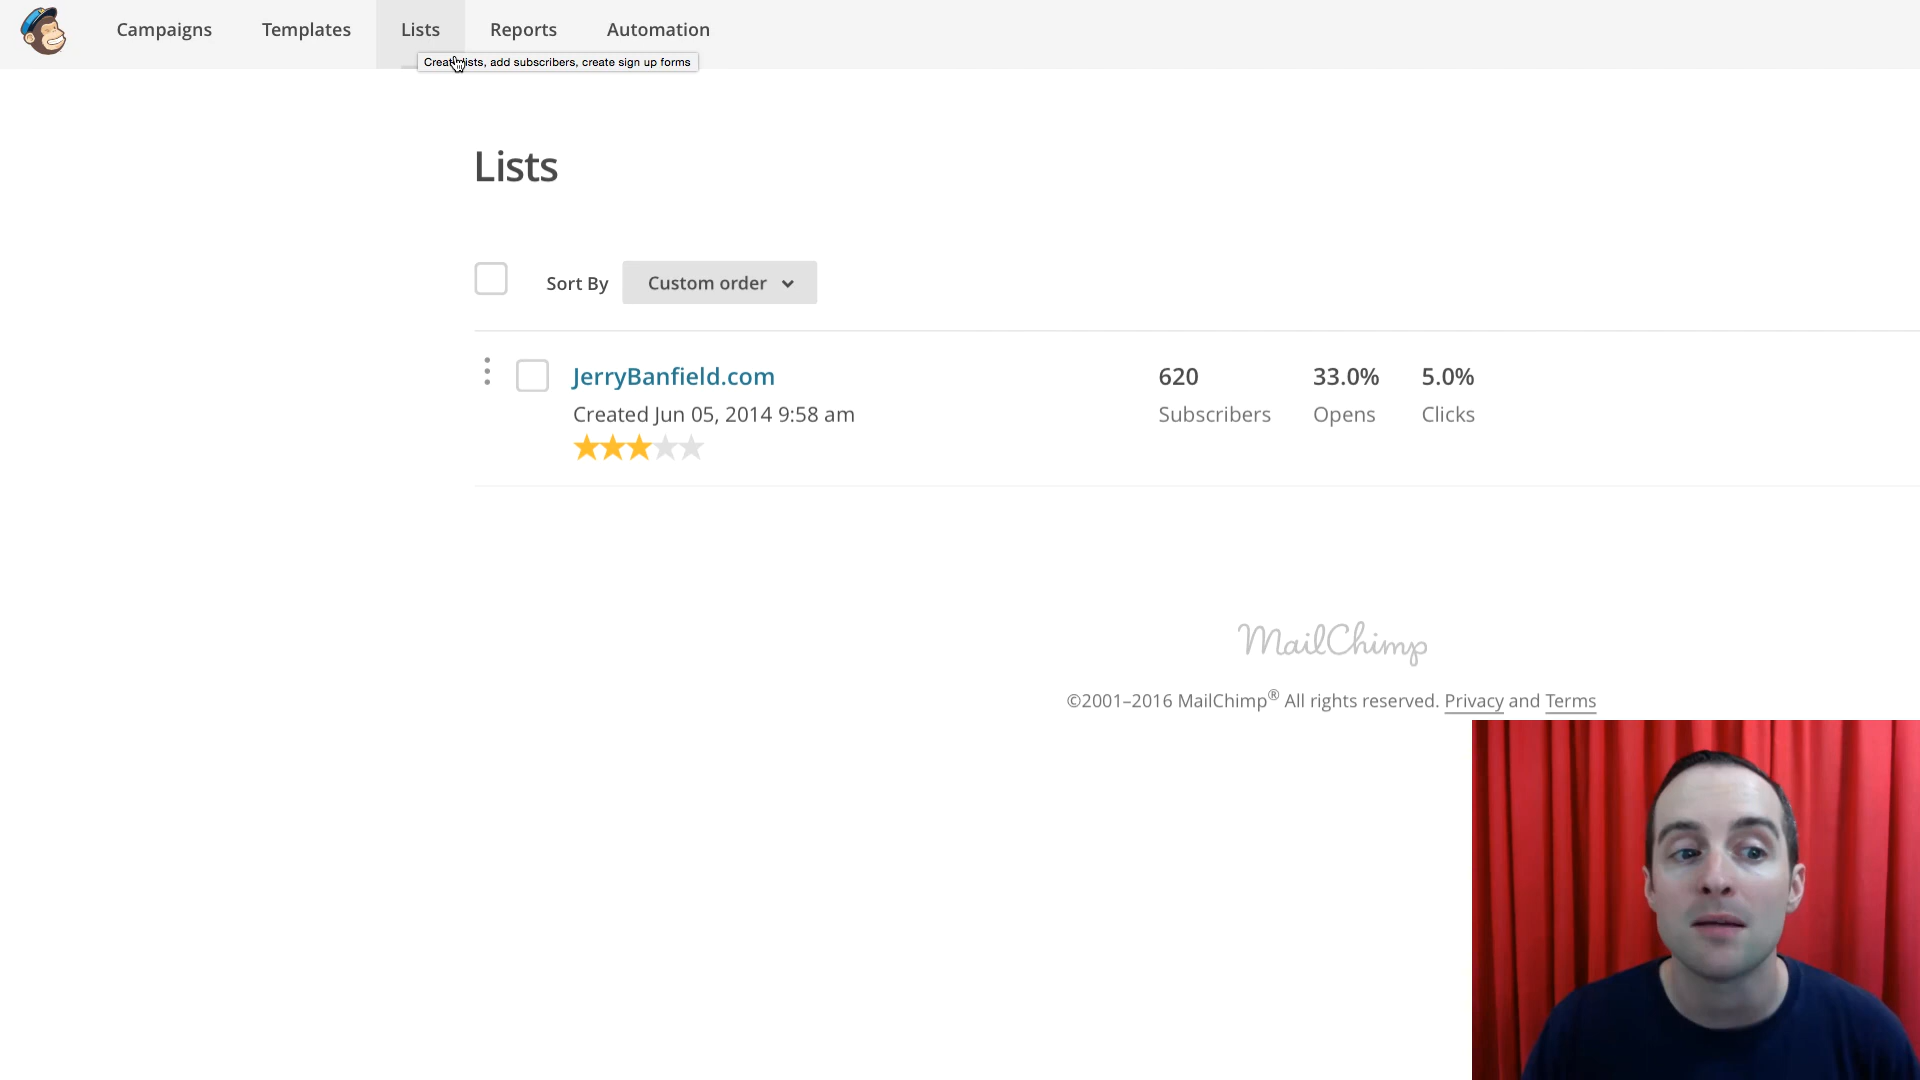 Campaigns Templates Lists Reports Automation
Creat lists, add subscribers, create sign up forms
Lists
Sort By Custom order
JerryBanfield.com 620 33.0% 5.0%
Created Jun 05, 2014 9:58 am Subscribers Opens Clicks
MailChimp
©2001–2016 MailChimp® All rights reserved. Privacy and Terms